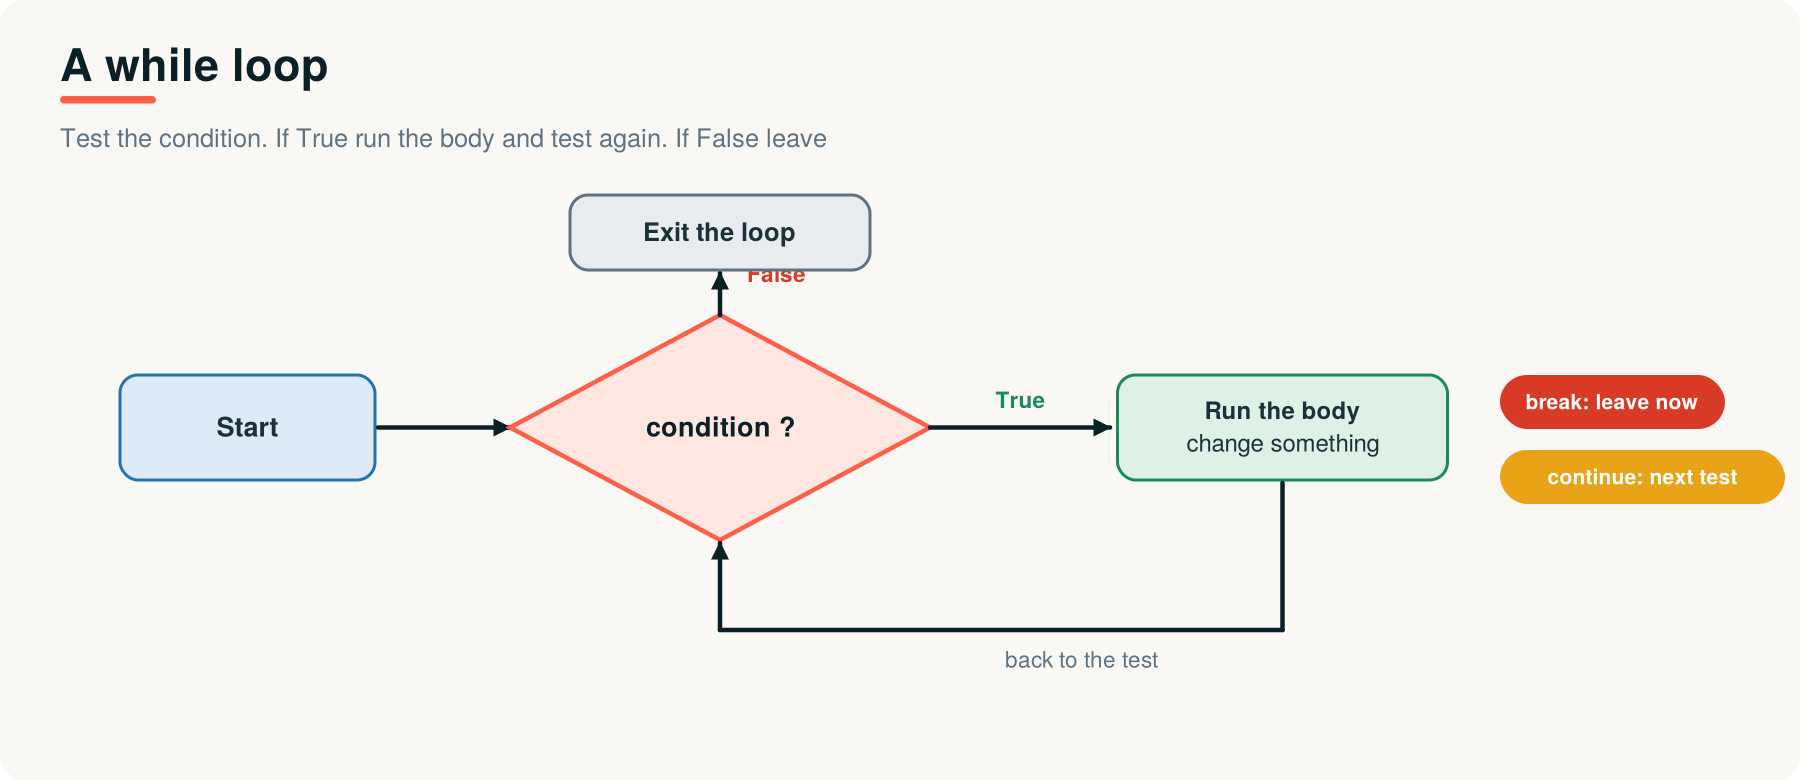 A while loop
Test the condition. If True run the body and test again. If False leave
Exit the loop
False
Start
condition ?
True
Run the body
change something
break: leave now
continue: next test
back to the test